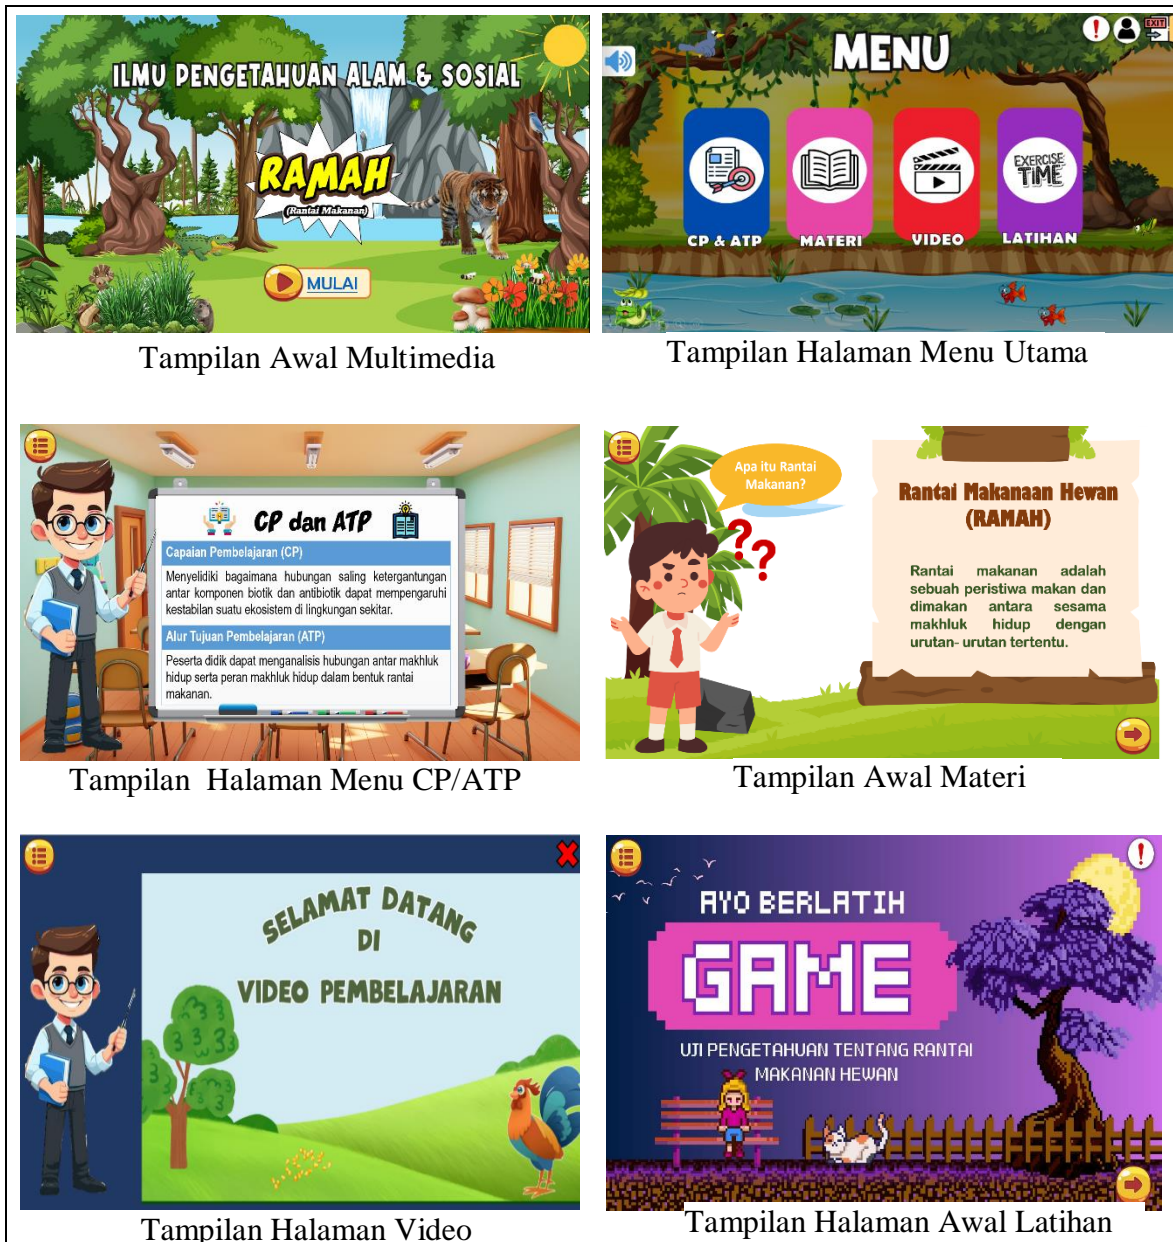 ILMU PENGETAHUAN ALAM & SOSIAL
RAMAH
(Rantai Makanan)
MULAI
Tampilan Awal Multimedia
EXIT
MENU
EXERCISE
TIME
CP & ATP
MATERI
VIDEO
LATIHAN
Tampilan Halaman Menu Utama
CP dan ATP
Capaian Pembelajaran (CP)
Menyelidiki bagaimana hubungan saling ketergantungan
antar komponen biotik dan antibiotik dapat mempengaruhi
kestabilan suatu ekosistem di lingkungan sekitar.
Alur Tujuan Pembelajaran (ATP)
Peserta didik dapat menganalisis hubungan antar makhluk
hidup serta peran makhluk hidup dalam bentuk rantai
makanan.
Tampilan Halaman Menu CP/ATP
Apa itu Rantai
Makanan?
??
Rantai Makanaan Hewan
(RAMAH)
Rantai makanan adalah
sebuah peristiwa makan dan
dimakan antara sesama
makhluk hidup dengan
urutan- urutan tertentu.
Tampilan Awal Materi
SELAMAT DATANG
DI
VIDEO PEMBELAJARAN
Tampilan Halaman Video
AYO BERLATIH
GAME
UJI PENGETAHUAN TENTANG RANTAI
MAKANAN HEWAN
Tampilan Halaman Awal Latihan